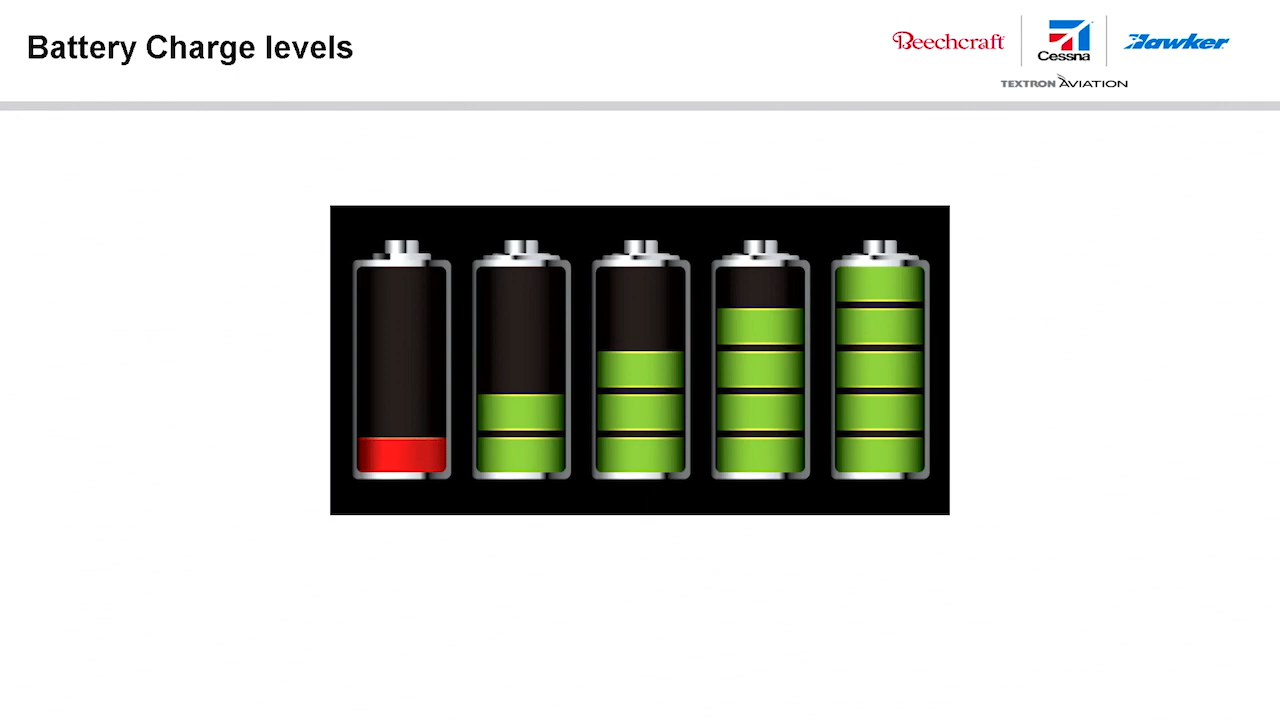 Battery Charge levels
Beechcraft
Cessna
Hawker
TEXTRON AVIATION